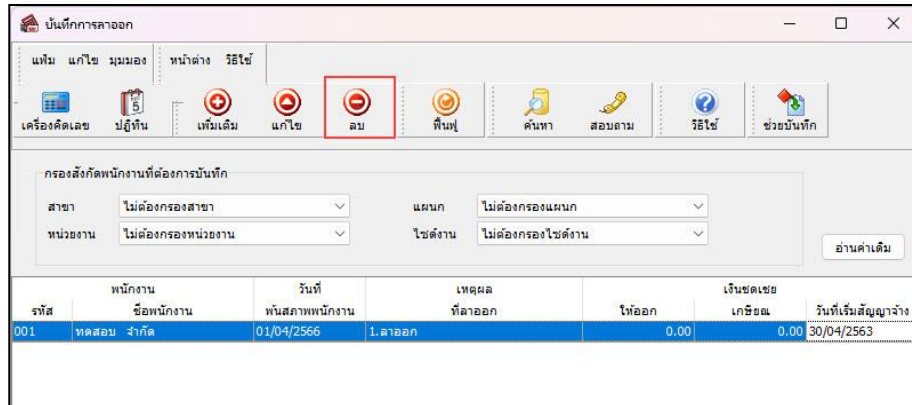 บันทึกการลาออก
แฟ้ม แก้ไข มุมมอง หน้าต่าง วิธีใช้
5
เครื่องคิดเลข ปฏิทิน เพิ่มเติม แก้ไข ลบ ฟื้นฟู ค้นหา สอบถาม วิธีใช้ ช่วยบันทึก
กรองสังกัดพนักงานที่ต้องการบันทึก
สาขา ไม่ต้องกรองสาขา แผนก ไม่ต้องกรองแผนก
หน่วยงาน ไม่ต้องกรองหน่วยงาน ไซด์งาน ไม่ต้องกรองไซด์งาน
อ่านค่าเดิม
พนักงาน วันที่ เหตุผล เงินชดเชย
รหัส ชื่อพนักงาน พ้นสภาพพนักงาน ที่ลาออก ให้ออก เกษียณ วันที่เริ่มสัญญาจ้าง
001 ทดสอบ จำกัด 01/04/2566 1.ลาออก 0.00 0.00 30/04/2563